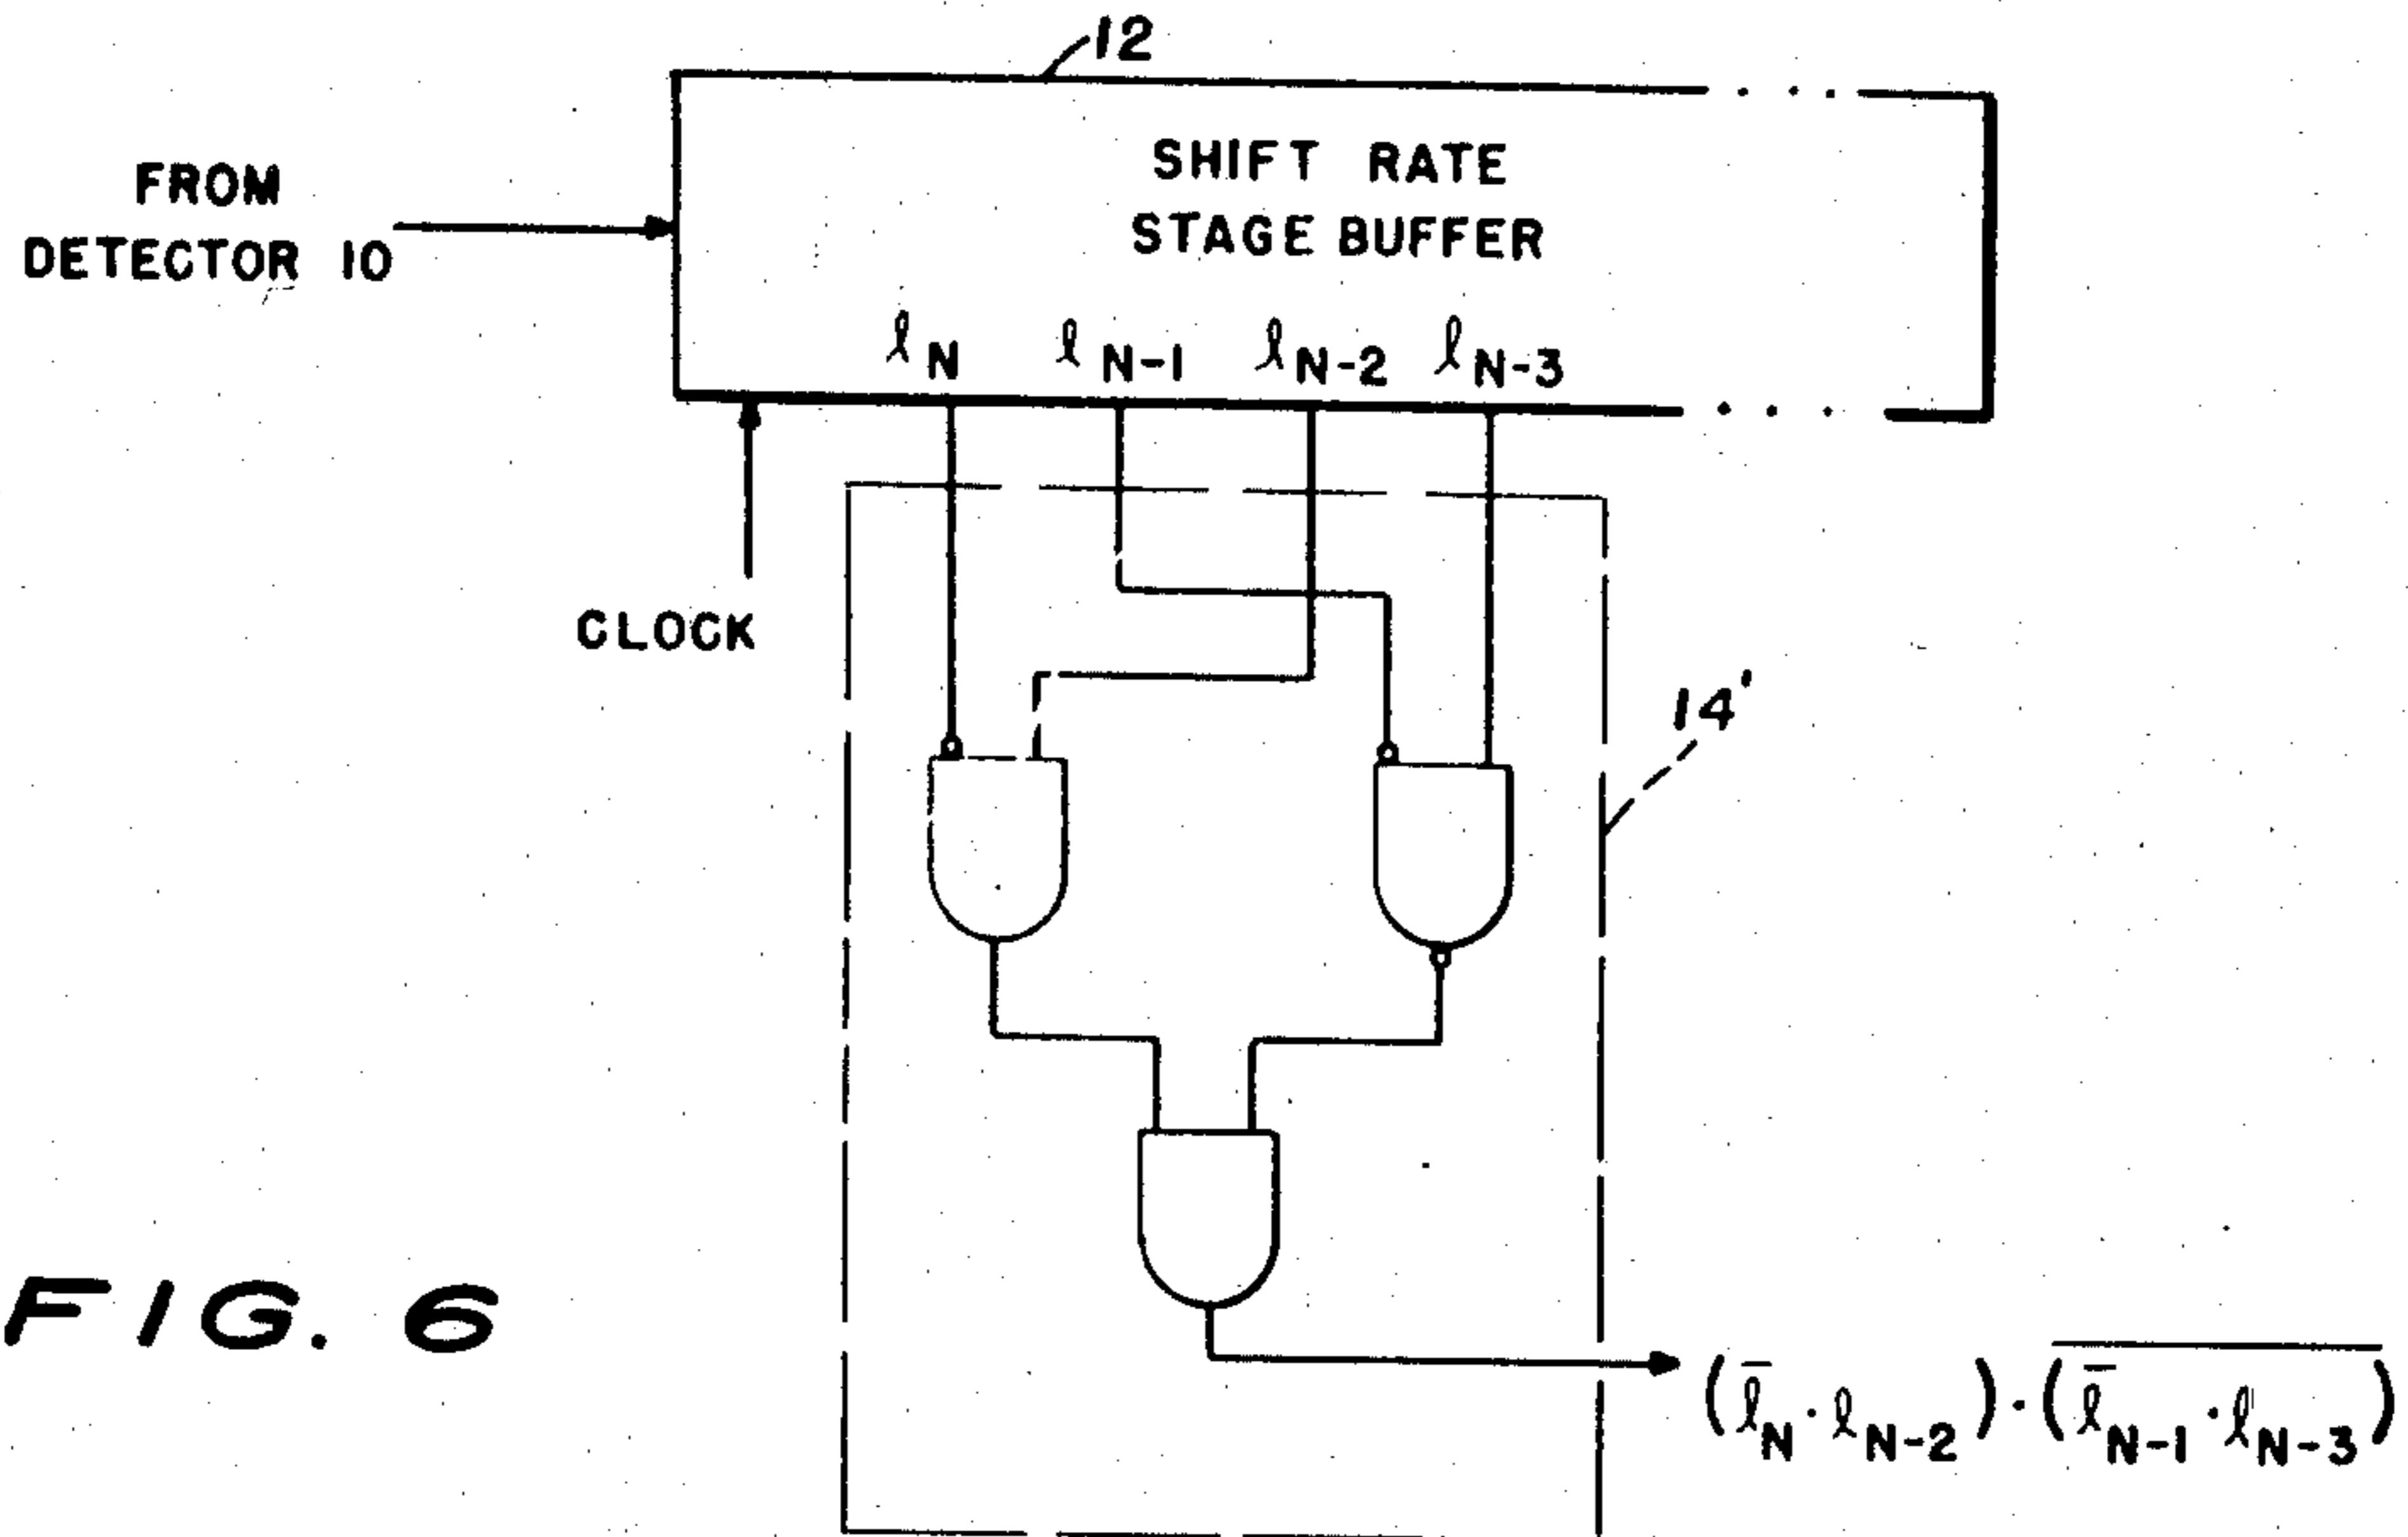 12
SHIFT RATE
STAGE BUFFER
FROM
DETECTOR 10
ℓN ℓN-1 ℓN-2 ℓN-3
CLOCK
14'
FIG. 6
(ℓ̅N · ℓN-2) · (ℓ̅N-1 · ℓN-3)̅